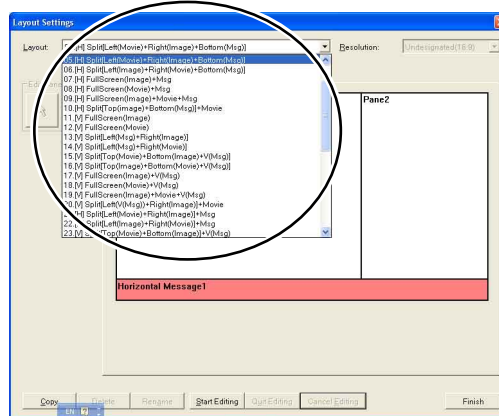 Layout Settings
Layout: [H] Split[Left(Movie)+Right(Image)+Bottom(Msg)] Resolution: Undesignated(16:9)
05.[H] Split[Left(Movie)+Right(Image)+Bottom(Msg)]
06.[H] Split[Left(Image)+Right(Movie)+Bottom(Msg)]
07.[H] FullScreen(Image)+Msg
08.[H] FullScreen(Movie)+Msg
09.[H] FullScreen(Image)+Movie+Msg
10.[H] Split[Top(image)+Bottom(Msg)]+Movie
11.[V] FullScreen(Image)
12.[V] FullScreen(Movie)
13.[V] Split[Left(Msg)+Right(Image)]
14.[V] Split[Left(Msg)+Right(Movie)]
15.[V] Split[Top(Movie)+Bottom(Image)+V(Msg)]
16.[V] Split[Top(Image)+Bottom(Movie)+V(Msg)]
17.[V] FullScreen(Image)+V(Msg)
18.[V] FullScreen(Movie)+V(Msg)
19.[V] FullScreen(Image)+Movie+V(Msg)
20.[V] Split[Left(V(Msg))+Right(Image)]+Movie
[H] Split[Left(Movie)+Right(Image)]+Msg
22.[H] Split[Left(Image)+Right(Movie)]+Msg
23.[V] Split[Top(Movie)+Bottom(Image)]+V(Msg)
Pane2
Horizontal Message1
Copy Delete Rename Start Editing Quit Editing Cancel Editing Finish
EN